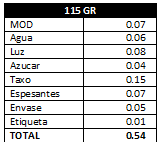 115 GR
MOD 0.07
Agua 0.06
Luz 0.08
Azucar 0.04
Taxo 0.15
Espesantes 0.07
Envase 0.05
Etiqueta 0.01
TOTAL 0.54